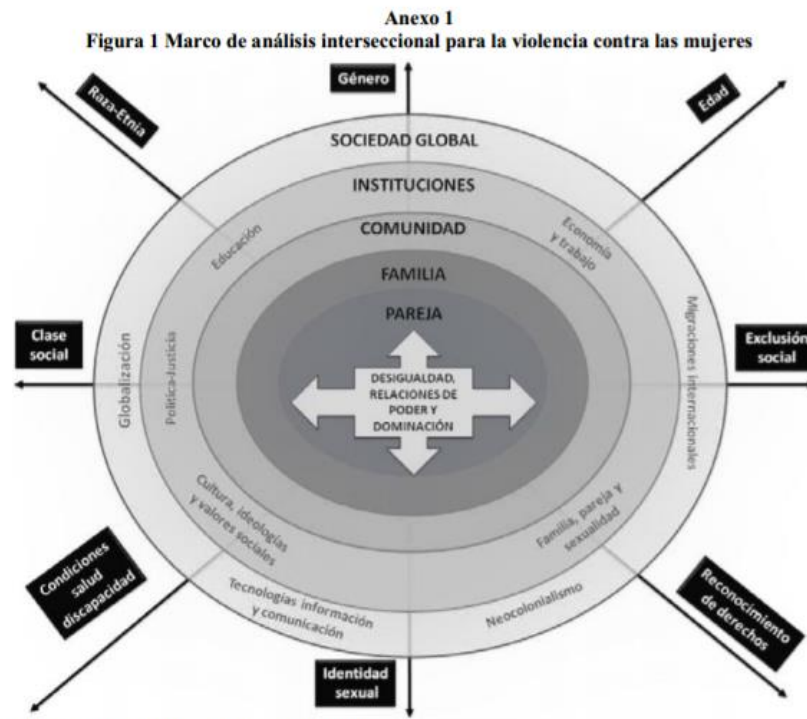 Anexo 1
Figura 1 Marco de análisis interseccional para la violencia contra las mujeres
Género
Raza-Etnia
Edad
SOCIEDAD GLOBAL
INSTITUCIONES
COMUNIDAD
Educación
Economía
y trabajo
FAMILIA
PAREJA
Clase
social
Globalización
Política-Justicia
DESIGUALDAD,
RELACIONES DE
PODER Y
DOMINACIÓN
Migraciones internacionales
Exclusión
social
Cultura, ideologías
y valores sociales
Familia, pareja y
sexualidad
Condiciones
salud
discapacidad
Tecnologías información
y comunicación
Neocolonialismo
Reconocimiento
de derechos
Identidad
sexual